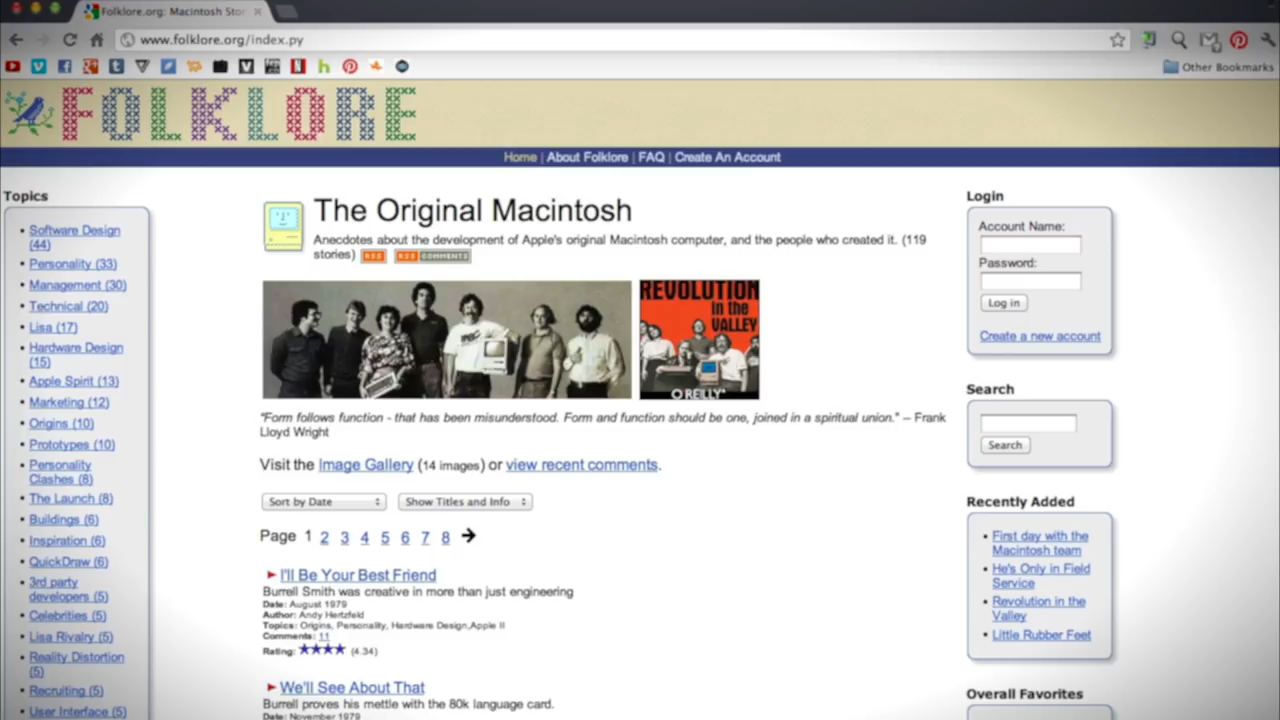 Folklore.org: Macintosh Stor
www.folklore.org/index.py
Other Bookmarks
FOLKLORE
Home | About Folklore | FAQ | Create An Account
Topics
Software Design
(44)
Personality (33)
Management (30)
Technical (20)
Lisa (17)
Hardware Design
(15)
Apple Spirit (13)
Marketing (12)
Origins (10)
Prototypes (10)
Personality
Clashes (8)
The Launch (8)
Buildings (6)
Inspiration (6)
QuickDraw (6)
3rd party
developers (5)
Celebrities (5)
Lisa Rivalry (5)
Reality Distortion
(5)
Recruiting (5)
User Interface (5)
The Original Macintosh
Anecdotes about the development of Apple's original Macintosh computer, and the people who created it. (119
stories) RSS RSS COMMENTS
REVOLUTION
in the
VALLEY
O'REILLY
"Form follows function - that has been misunderstood. Form and function should be one, joined in a spiritual union." -- Frank
Lloyd Wright
Visit the Image Gallery (14 images) or view recent comments.
Sort by Date Show Titles and Info
Page 1 2 3 4 5 6 7 8
I'll Be Your Best Friend
Burrell Smith was creative in more than just engineering
Date: August 1979
Author: Andy Hertzfeld
Topics: Origins, Personality, Hardware Design,Apple II
Comments: 11
Rating: (4.34)
We'll See About That
Burrell proves his mettle with the 80k language card.
Date: November 1979
Login
Account Name:
Password:
Log in
Create a new account
Search
Search
Recently Added
First day with the
Macintosh team
He's Only in Field
Service
Revolution in the
Valley
Little Rubber Feet
Overall Favorites